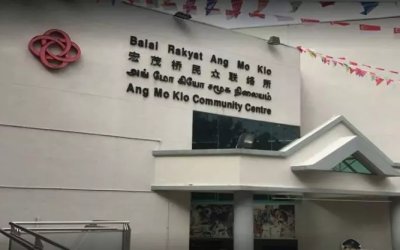 Balai Rakyat Ang Mo Kio
宏茂桥民众联络所
அங் மோ கியோ சமூக நிலையம்
Ang Mo Kio Community Centre